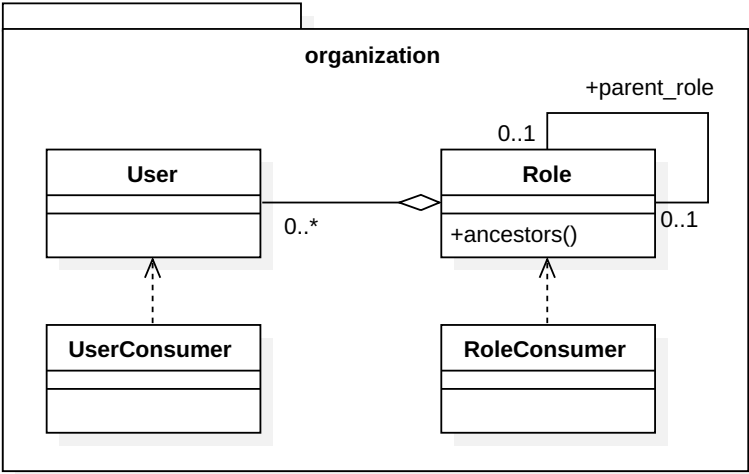 organization
+parent_role
0..1
User
Role
0..*
+ancestors()
0..1
UserConsumer
RoleConsumer